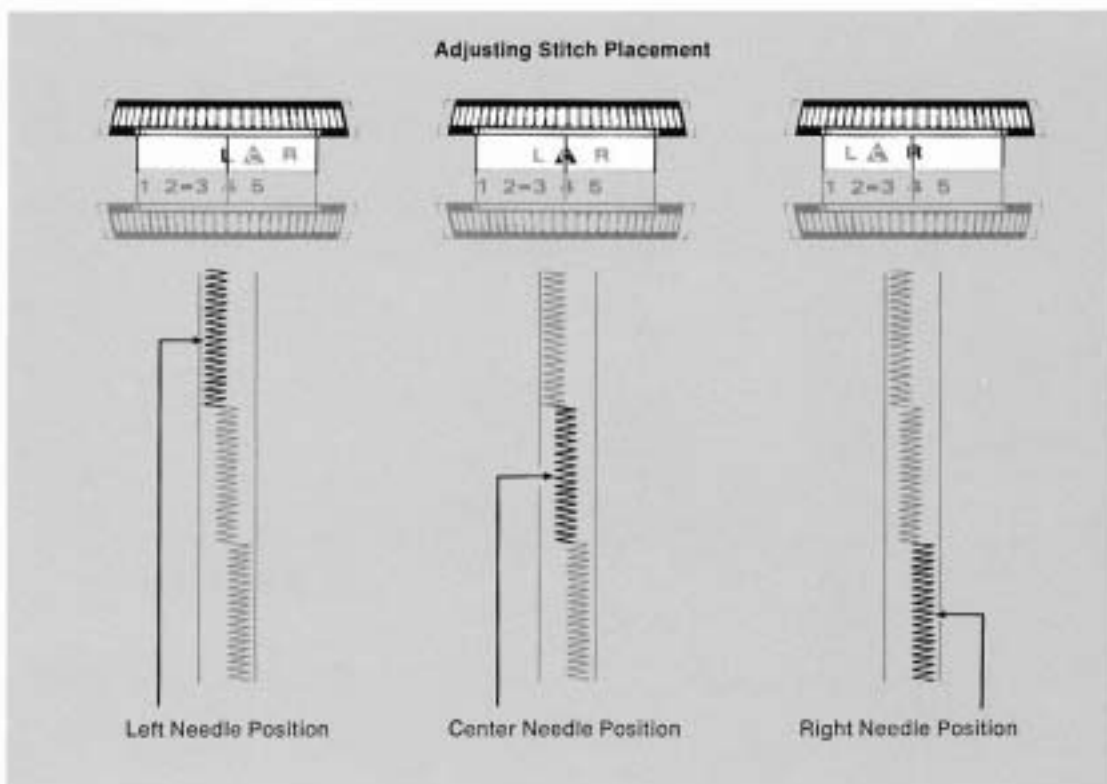 Adjusting Stitch Placement
L R
1 2=3 4 5
L R
1 2=3 4 5
L R
1 2=3 4 5
Left Needle Position
Center Needle Position
Right Needle Position